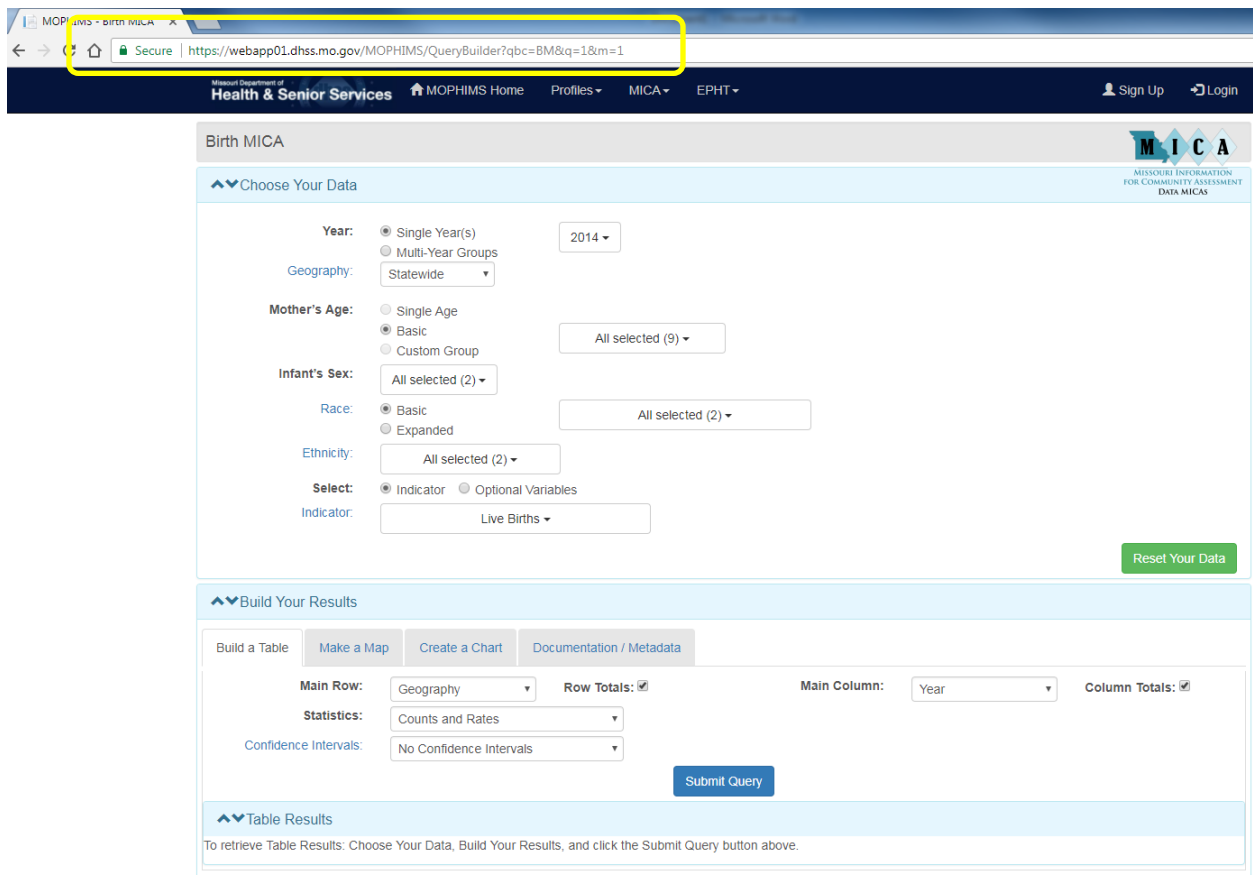 MOPHIMS - Birth MICA x
Secure | https://webapp01.dhss.mo.gov/MOPHIMS/QueryBuilder?qbc=BM&q=1&m=1
Missouri Department of
Health & Senior Services MOPHIMS Home Profiles MICA EPHT Sign Up Login
Birth MICA
M I C A
MISSOURI INFORMATION
FOR COMMUNITY ASSESSMENT
DATA MICAS
Choose Your Data
Year: Single Year(s) 2014
Multi-Year Groups
Geography: Statewide
Mother's Age: Single Age
Basic All selected (9)
Custom Group
Infant's Sex: All selected (2)
Race: Basic All selected (2)
Expanded
Ethnicity: All selected (2)
Select: Indicator Optional Variables
Indicator: Live Births
Reset Your Data
Build Your Results
Build a Table Make a Map Create a Chart Documentation / Metadata
Main Row: Geography Row Totals: Main Column: Year Column Totals:
Statistics: Counts and Rates
Confidence Intervals: No Confidence Intervals
Submit Query
Table Results
To retrieve Table Results: Choose Your Data, Build Your Results, and click the Submit Query button above.